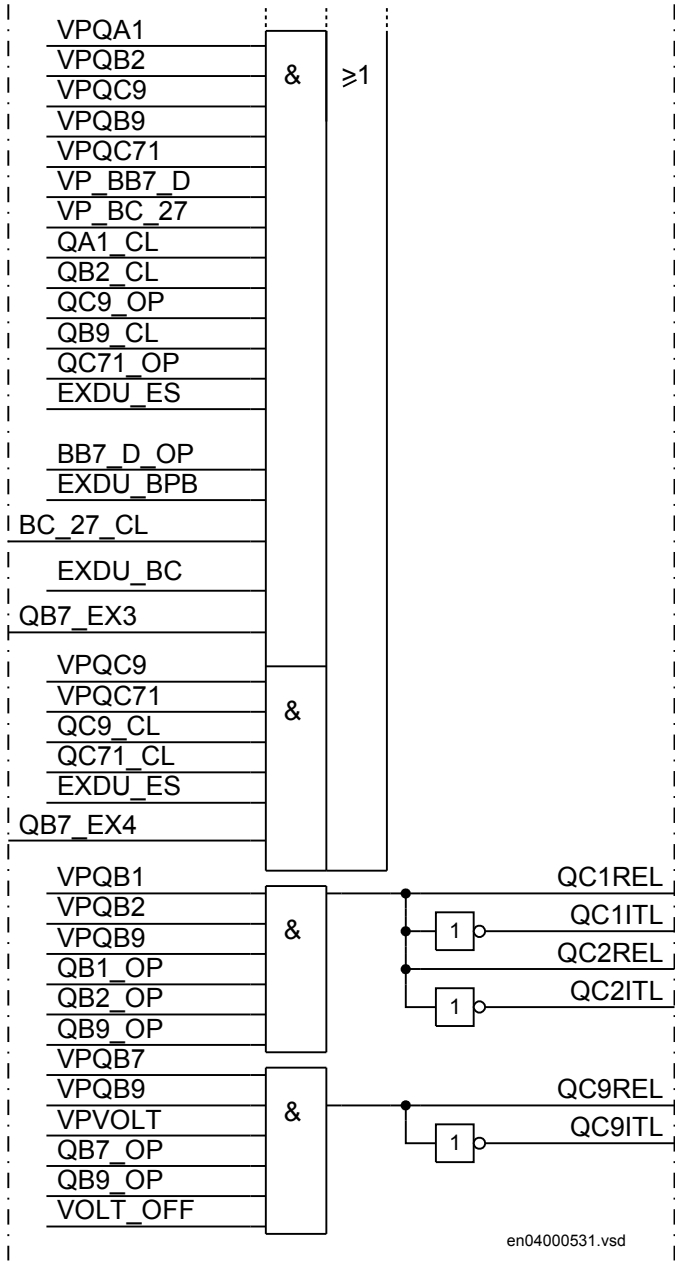 VPQA1
VPQB2
VPQC9
VPQB9
VPQC71
VP_BB7_D
VP_BC_27
QA1_CL
QB2_CL
QC9_OP
QB9_CL
QC71_OP
EXDU_ES
BB7_D_OP
EXDU_BPB
BC_27_CL
EXDU_BC
QB7_EX3
&
≥1
VPQC9
VPQC71
QC9_CL
QC71_CL
EXDU_ES
QB7_EX4
&
VPQB1
VPQB2
VPQB9
QB1_OP
QB2_OP
QB9_OP
&
1
1
QC1REL
QC1ITL
QC2REL
QC2ITL
VPQB7
VPQB9
VPVOLT
QB7_OP
QB9_OP
VOLT_OFF
&
1
QC9REL
QC9ITL
en04000531.vsd